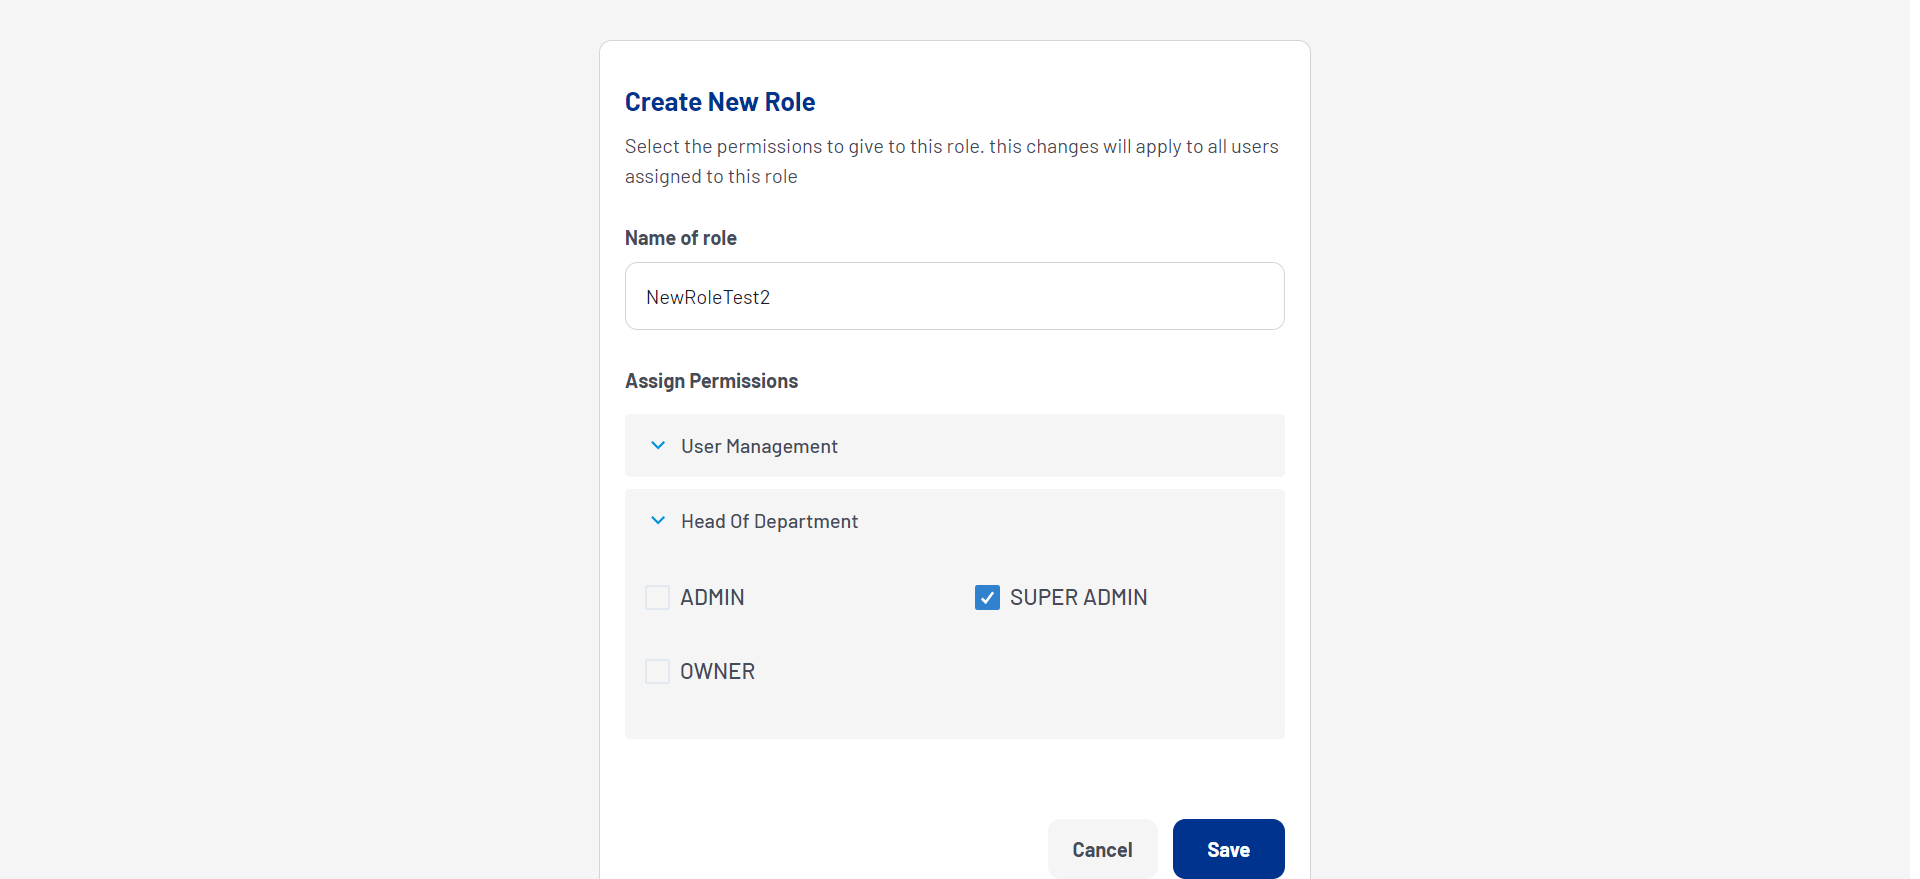 Create New Role
Select the permissions to give to this role. this changes will apply to all users
assigned to this role
Name of role
NewRoleTest2
Assign Permissions
User Management
Head Of Department
ADMIN
SUPER ADMIN
OWNER
Cancel
Save